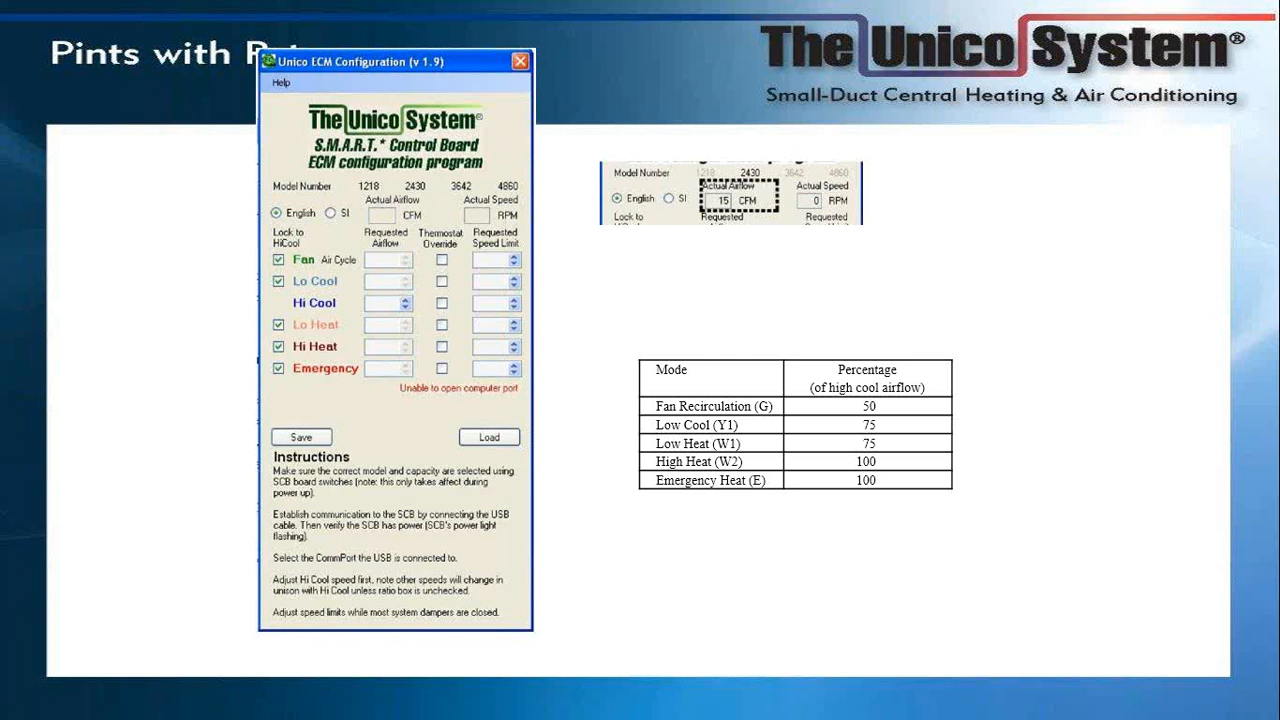 Pints with P
The Unico System®
Small-Duct Central Heating & Air Conditioning
Unico ECM Configuration (v 1.9)
Help
The Unico System®
S.M.A.R.T.* Control Board
ECM configuration program
Model Number 1218 2430 3642 4860
Actual Airflow Actual Speed
English SI CFM RPM
Lock to HiCool Requested Airflow Thermostat Override Requested Speed Limit
Fan Air Cycle
Lo Cool
Hi Cool
Lo Heat
Hi Heat
Emergency
Unable to open computer port
Save Load
Instructions
Make sure the correct model and capacity are selected using
SCB board switches (note: this only takes affect during
power up).
Establish communication to the SCB by connecting the USB
cable. Then verify the SCB has power (SCB's power light
flashing).
Select the CommPort the USB is connected to.
Adjust Hi Cool speed first, note other speeds will change in
unison with Hi Cool unless ratio box is unchecked.
Adjust speed limits while most system dampers are closed.
Model Number 1218 2430 3642 4860
Actual Airflow Actual Speed
English SI 15 CFM 0 RPM
Lock to Requested Requested
Mode Percentage
(of high cool airflow)
Fan Recirculation (G) 50
Low Cool (Y1) 75
Low Heat (W1) 75
High Heat (W2) 100
Emergency Heat (E) 100